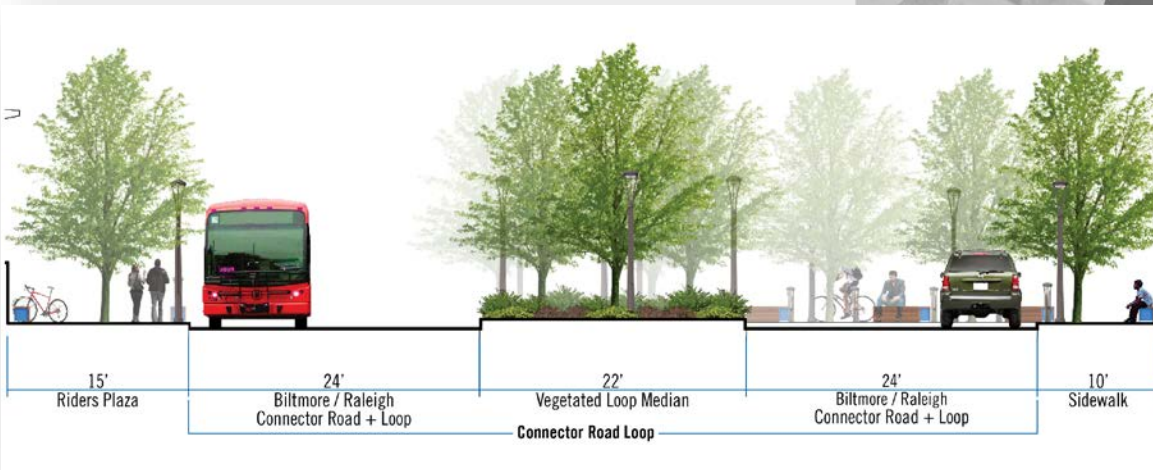 15'
Riders Plaza
24'
Biltmore / Raleigh
Connector Road + Loop
22'
Vegetated Loop Median
24'
Biltmore / Raleigh
Connector Road + Loop
10'
Sidewalk
Connector Road Loop